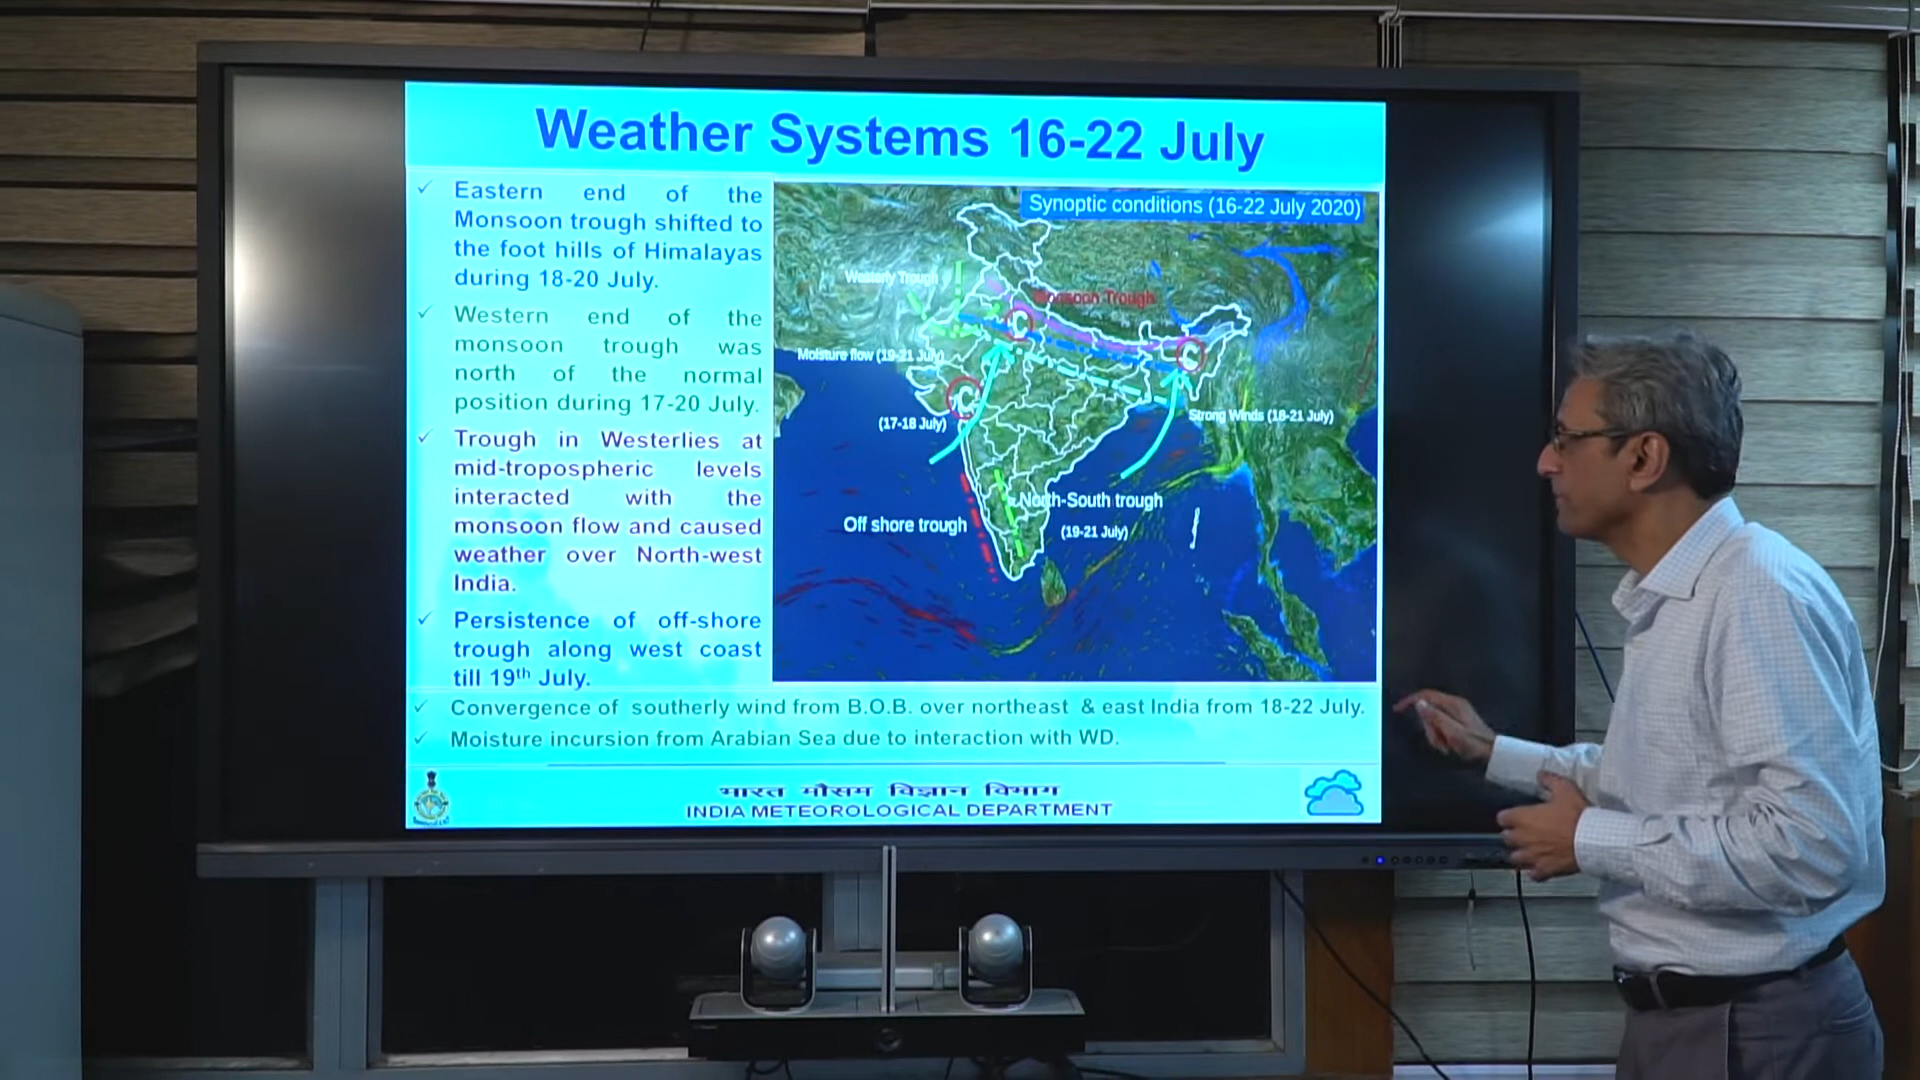 Weather Systems 16-22 July
✓ Eastern end of the
Monsoon trough shifted to
the foot hills of Himalayas
during 18-20 July.
✓ Western end of the
monsoon trough was
north of the normal
position during 17-20 July.
✓ Trough in Westerlies at
mid-tropospheric levels
interacted with the
monsoon flow and caused
weather over North-west
India.
✓ Persistence of off-shore
trough along west coast
till 19th July.
Synoptic conditions (16-22 July 2020)
Westerly Trough
Monsoon Trough
C
Moisture flow (19-21 July)
C
C
(17-18 July)
Strong Winds (18-21 July)
North-South trough
Off shore trough
(19-21 July)
✓ Convergence of southerly wind from B.O.B. over northeast & east India from 18-22 July.
✓ Moisture incursion from Arabian Sea due to interaction with WD.
भारत मौसम विज्ञान विभाग
INDIA METEOROLOGICAL DEPARTMENT